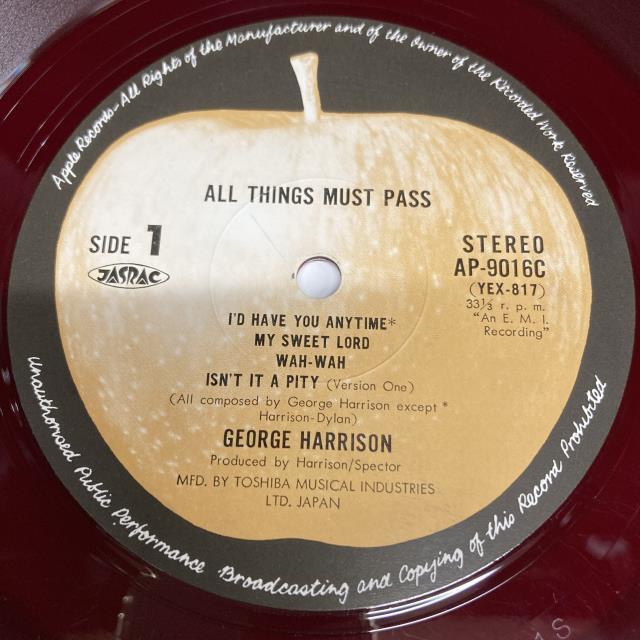 Apple Records-All Rights of the Manufacturer and of the Owner of the Recorded Work Reserved
ALL THINGS MUST PASS
SIDE 1
JASRAC
STEREO
AP-9016C
(YEX-817)
33⅓ r. p. m.
"An E. M. I.
Recording"
I'D HAVE YOU ANYTIME*
MY SWEET LORD
WAH-WAH
ISN'T IT A PITY (Version One)
(All composed by George Harrison except *
Harrison-Dylan)
GEORGE HARRISON
Produced by Harrison/Spector
MFD. BY TOSHIBA MUSICAL INDUSTRIES
LTD. JAPAN
Unauthorised Public Performance · Broadcasting and Copying of this Record Prohibited